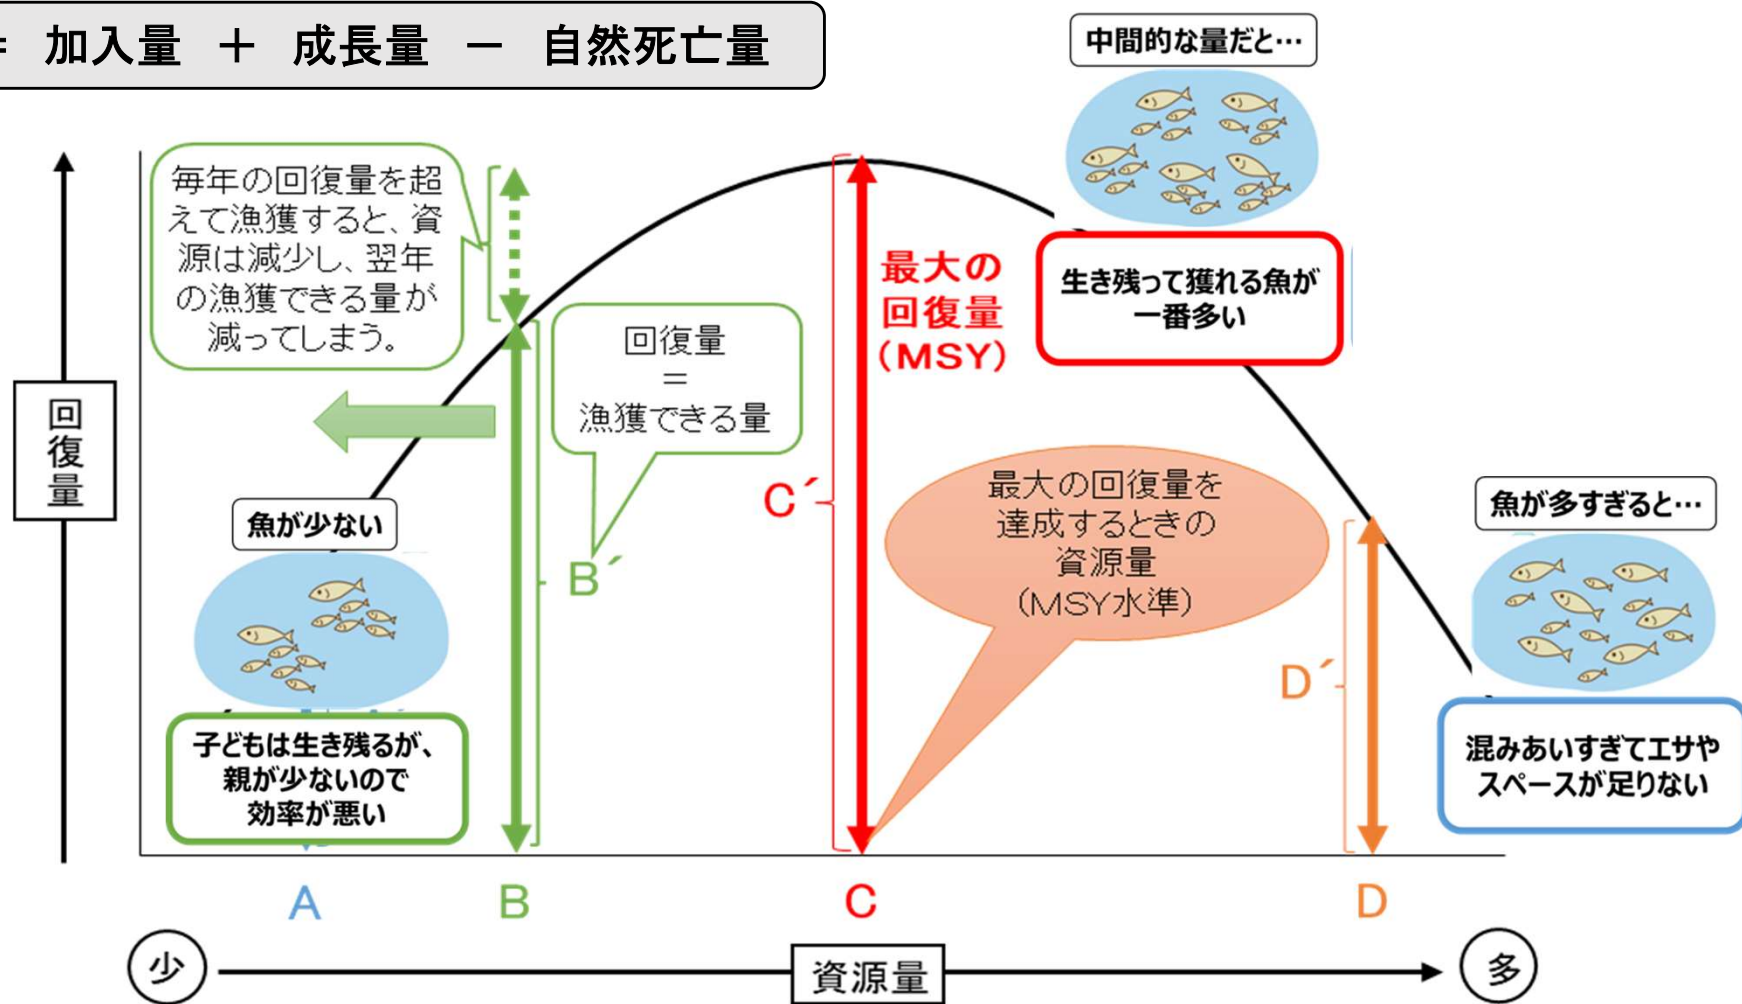 = 加入量 + 成長量 − 自然死亡量
中間的な量だと…
毎年の回復量を超
えて漁獲すると、資
源は減少し、翌年
の漁獲できる量が
減ってしまう。
最大の
回復量
(MSY)
生き残って獲れる魚が
一番多い
回復量
=
漁獲できる量
回
復
量
魚が少ない
B´
C´
最大の回復量を
達成するときの
資源量
(MSY水準)
魚が多すぎると…
D´
子どもは生き残るが、
親が少ないので
効率が悪い
混みあいすぎてエサや
スペースが足りない
A
B
C
D
少
資源量
多